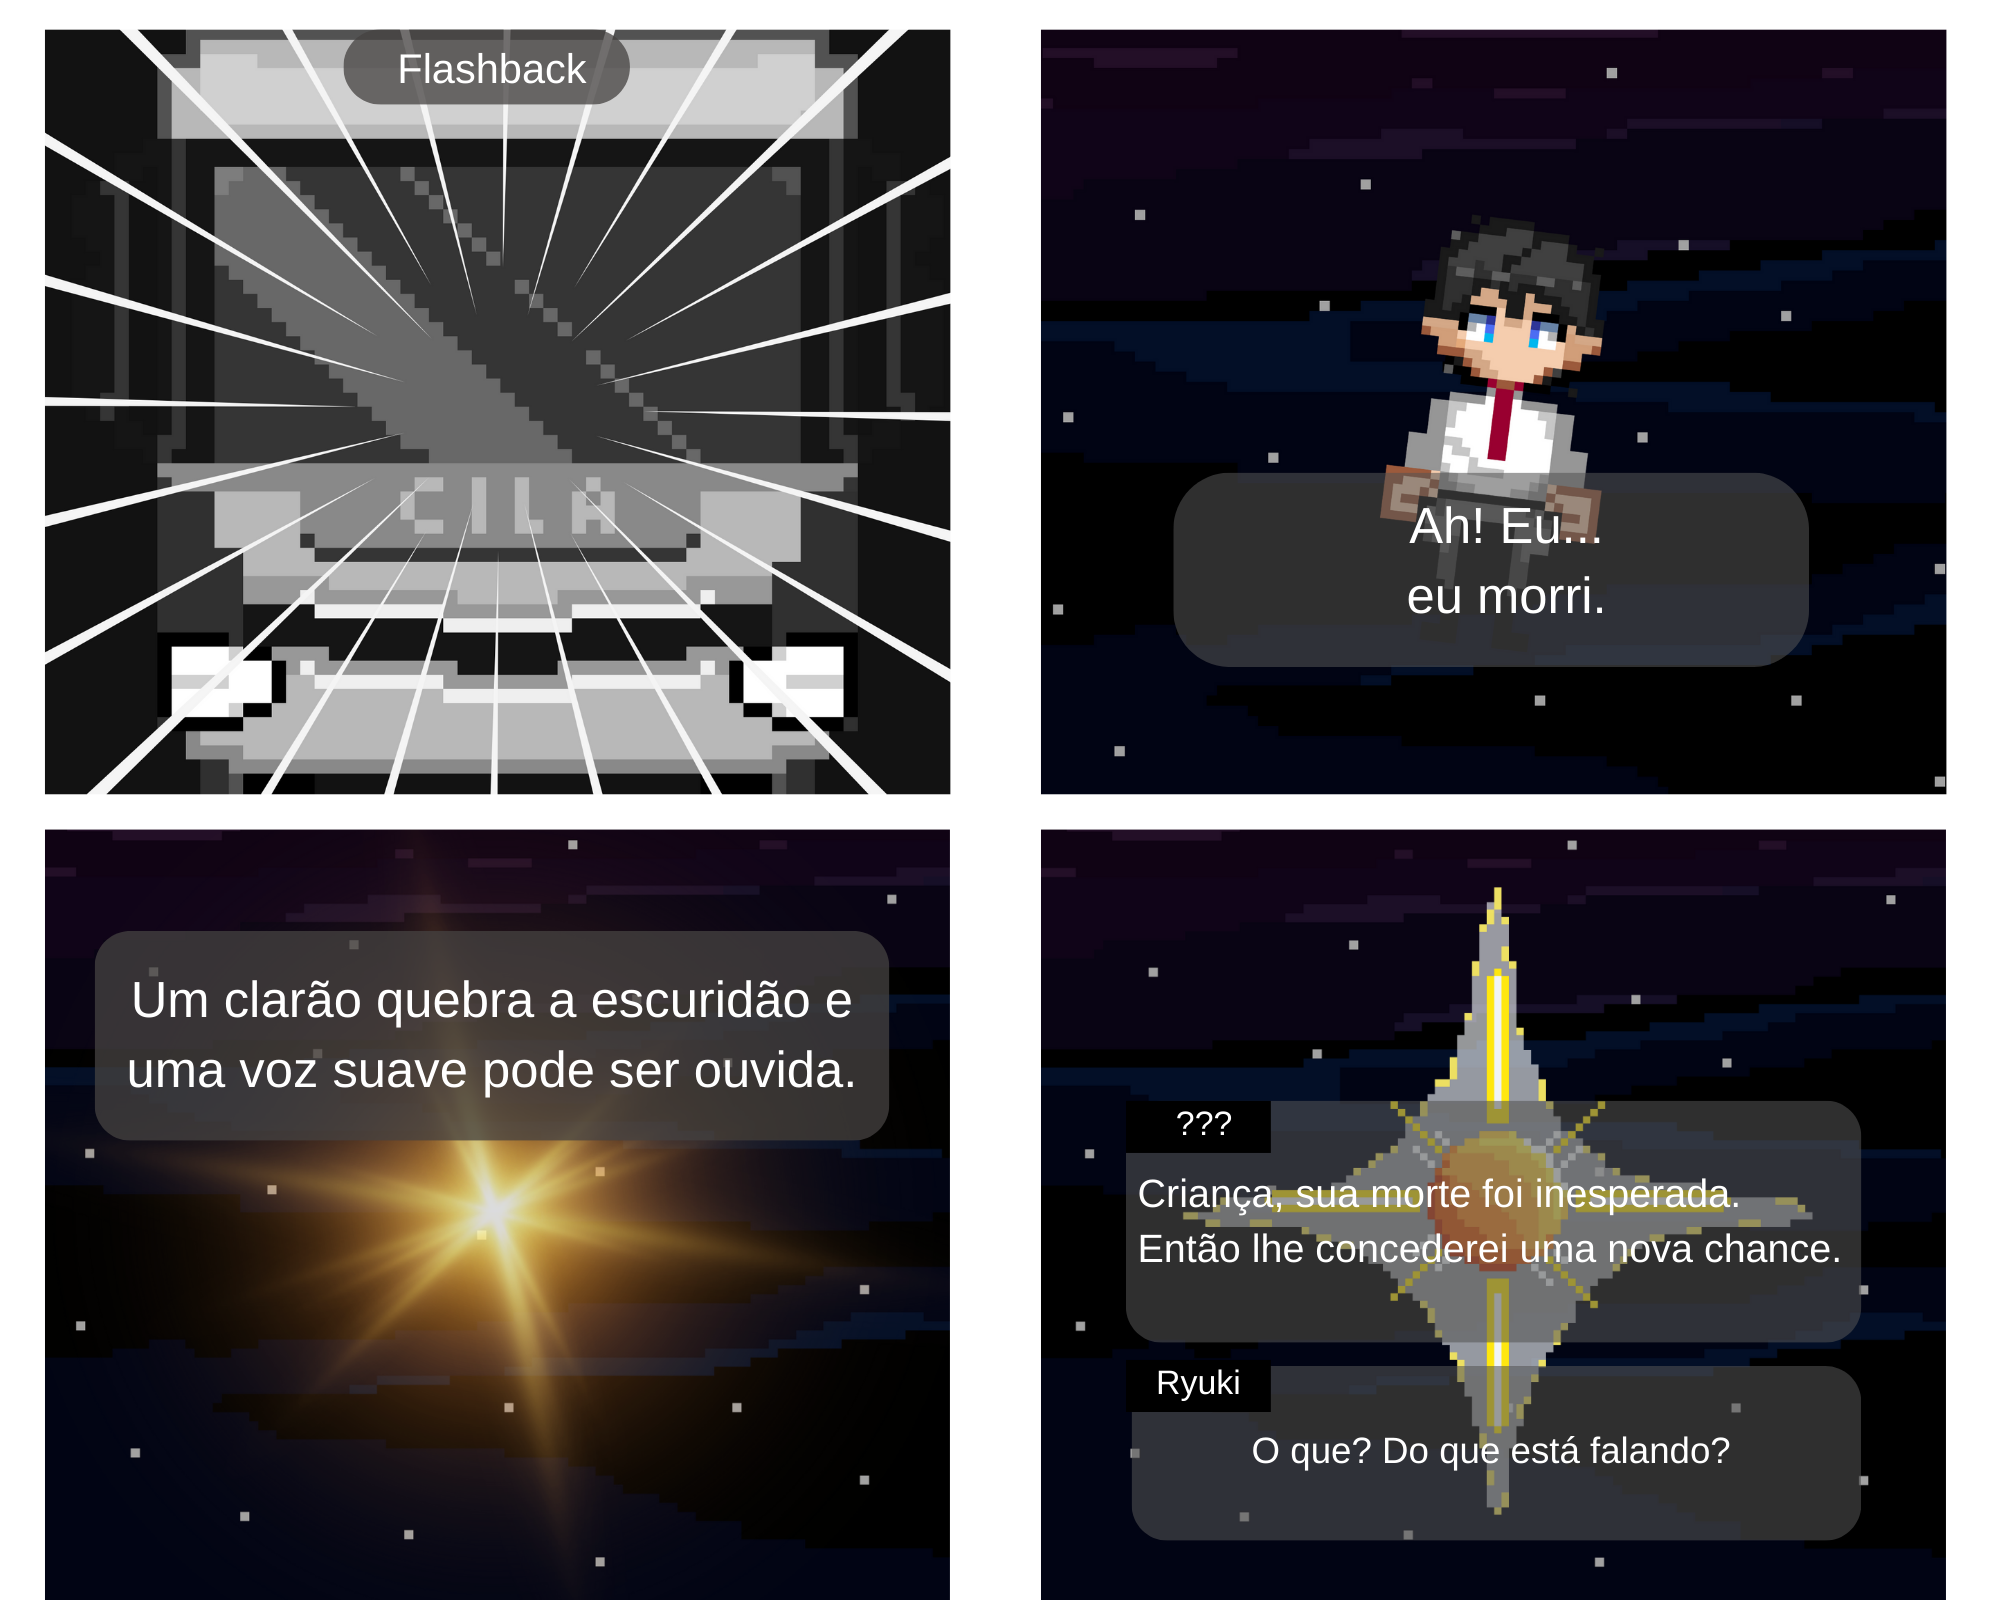 Flashback
CILA
Ah! Eu...
eu morri.
Um clarão quebra a escuridão e
uma voz suave pode ser ouvida.
???
Criança, sua morte foi inesperada.
Então lhe concederei uma nova chance.
Ryuki
O que? Do que está falando?